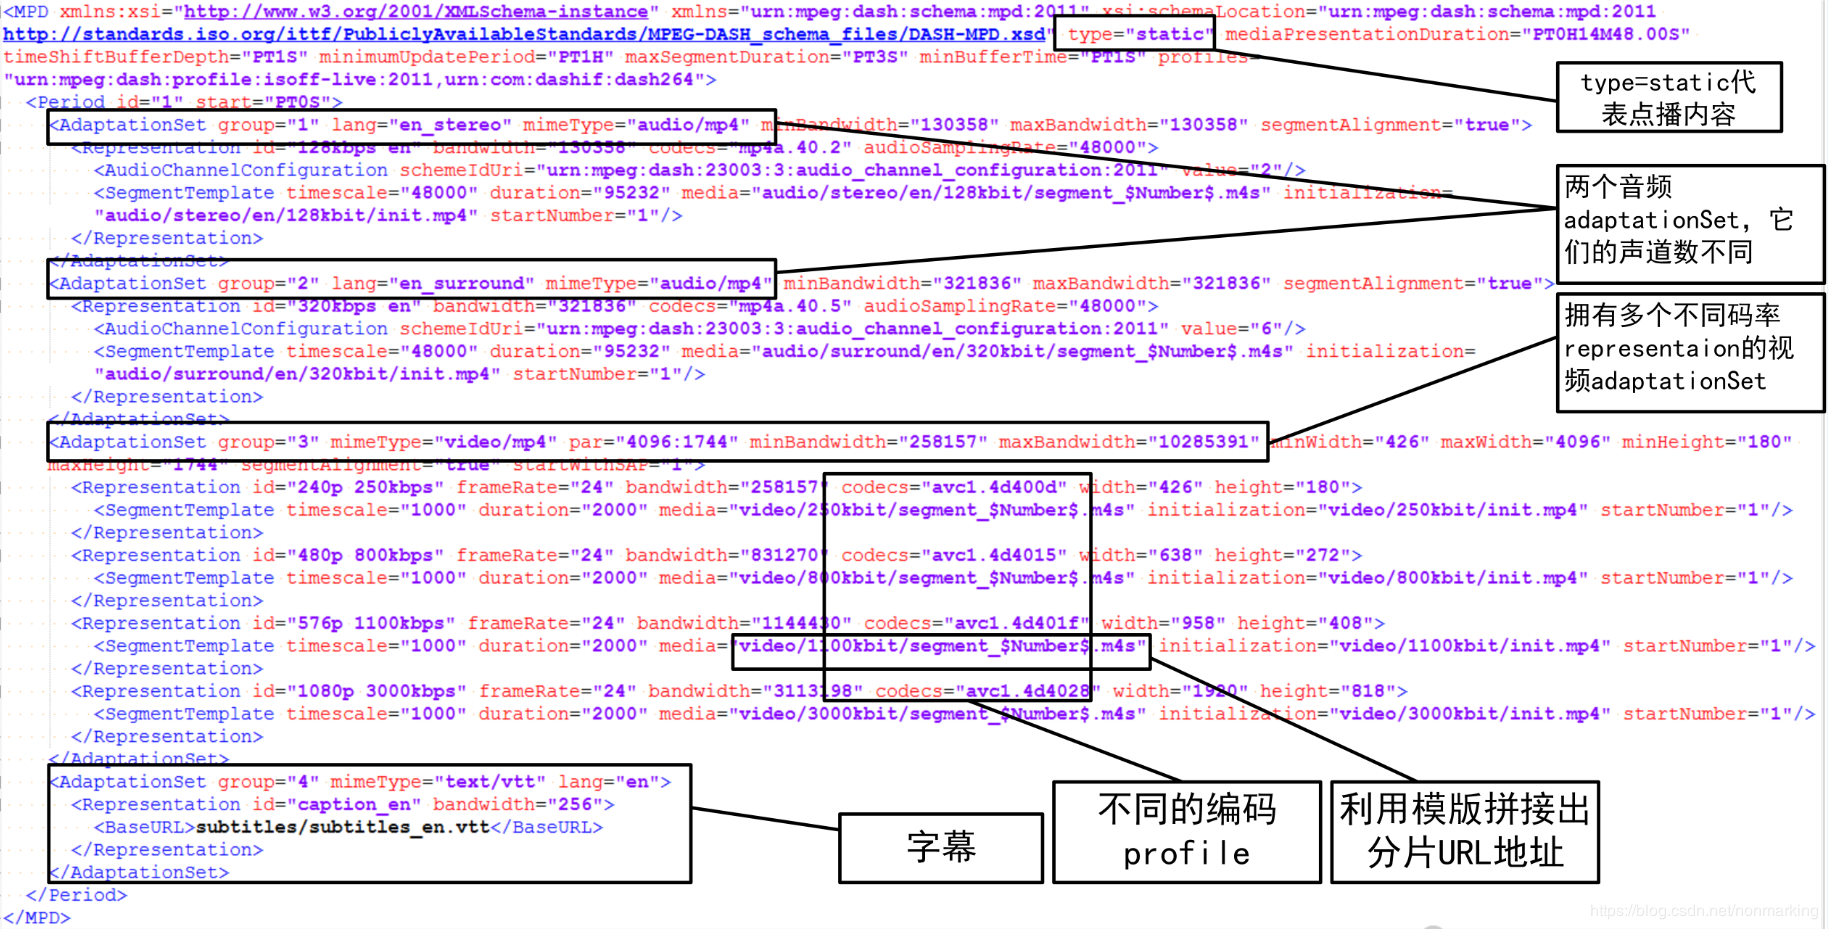 <MPD xmlns:xsi="http://www.w3.org/2001/XMLSchema-instance" xmlns="urn:mpeg:dash:schema:mpd:2011" xsi:schemaLocation="urn:mpeg:dash:schema:mpd:2011
http://standards.iso.org/ittf/PubliclyAvailableStandards/MPEG-DASH_schema_files/DASH-MPD.xsd" type="static" mediaPresentationDuration="PT0H14M48.00S"
timeShiftBufferDepth="PT1S" minimumUpdatePeriod="PT1H" maxSegmentDuration="PT3S" minBufferTime="PT1S" profiles=
"urn:mpeg:dash:profile:isoff-live:2011,urn:com:dashif:dash264">
<Period id="1" start="PT0S">
<AdaptationSet group="1" lang="en_stereo" mimeType="audio/mp4" minBandwidth="130358" maxBandwidth="130358" segmentAlignment="true">
<Representation id="128kbps en" bandwidth="130358" codecs="mp4a.40.2" audioSamplingRate="48000">
<AudioChannelConfiguration schemeIdUri="urn:mpeg:dash:23003:3:audio_channel_configuration:2011" value="2"/>
<SegmentTemplate timescale="48000" duration="95232" media="audio/stereo/en/128kbit/segment_$Number$.m4s" initialization=
"audio/stereo/en/128kbit/init.mp4" startNumber="1"/>
</Representation>
</AdaptationSet>
<AdaptationSet group="2" lang="en_surround" mimeType="audio/mp4" minBandwidth="321836" maxBandwidth="321836" segmentAlignment="true">
<Representation id="320kbps en" bandwidth="321836" codecs="mp4a.40.5" audioSamplingRate="48000">
<AudioChannelConfiguration schemeIdUri="urn:mpeg:dash:23003:3:audio_channel_configuration:2011" value="6"/>
<SegmentTemplate timescale="48000" duration="95232" media="audio/surround/en/320kbit/segment_$Number$.m4s" initialization=
"audio/surround/en/320kbit/init.mp4" startNumber="1"/>
</Representation>
</AdaptationSet>
<AdaptationSet group="3" mimeType="video/mp4" par="4096:1744" minBandwidth="258157" maxBandwidth="10285391" minWidth="426" maxWidth="4096" minHeight="180"
maxHeight="1744" segmentAlignment="true" startWithSAP="1">
<Representation id="240p 250kbps" frameRate="24" bandwidth="258157" codecs="avc1.4d400d" width="426" height="180">
<SegmentTemplate timescale="1000" duration="2000" media="video/250kbit/segment_$Number$.m4s" initialization="video/250kbit/init.mp4" startNumber="1"/>
</Representation>
<Representation id="480p 800kbps" frameRate="24" bandwidth="831270" codecs="avc1.4d4015" width="638" height="272">
<SegmentTemplate timescale="1000" duration="2000" media="video/800kbit/segment_$Number$.m4s" initialization="video/800kbit/init.mp4" startNumber="1"/>
</Representation>
<Representation id="576p 1100kbps" frameRate="24" bandwidth="1144430" codecs="avc1.4d401f" width="958" height="408">
<SegmentTemplate timescale="1000" duration="2000" media="video/1100kbit/segment_$Number$.m4s" initialization="video/1100kbit/init.mp4" startNumber="1"/>
</Representation>
<Representation id="1080p 3000kbps" frameRate="24" bandwidth="3113198" codecs="avc1.4d4028" width="1920" height="818">
<SegmentTemplate timescale="1000" duration="2000" media="video/3000kbit/segment_$Number$.m4s" initialization="video/3000kbit/init.mp4" startNumber="1"/>
</Representation>
</AdaptationSet>
<AdaptationSet group="4" mimeType="text/vtt" lang="en">
<Representation id="caption_en" bandwidth="256">
<BaseURL>subtitles/subtitles_en.vtt</BaseURL>
</Representation>
</AdaptationSet>
</Period>
</MPD>
type=static代
表点播内容
两个音频
adaptationSet，它
们的声道数不同
拥有多个不同码率
representaion的视
频adaptationSet
字幕
不同的编码
profile
利用模版拼接出
分片URL地址
https://blog.csdn.net/nonmarking